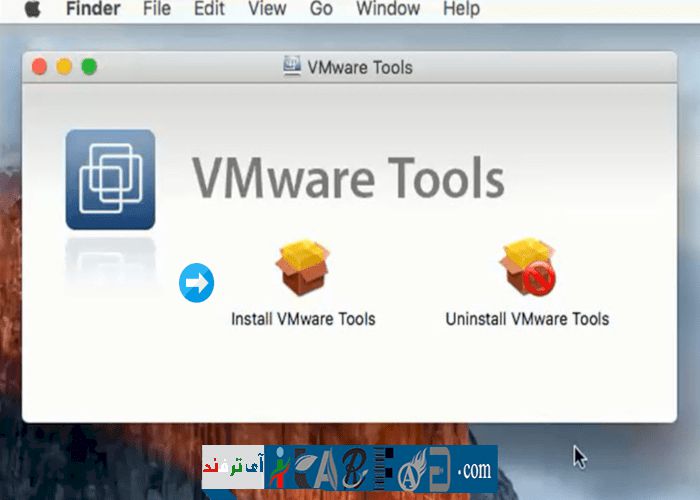 Finder File Edit View Go Window Help
VMware Tools
VMware Tools
Install VMware Tools
Uninstall VMware Tools
آی ترفند
.com